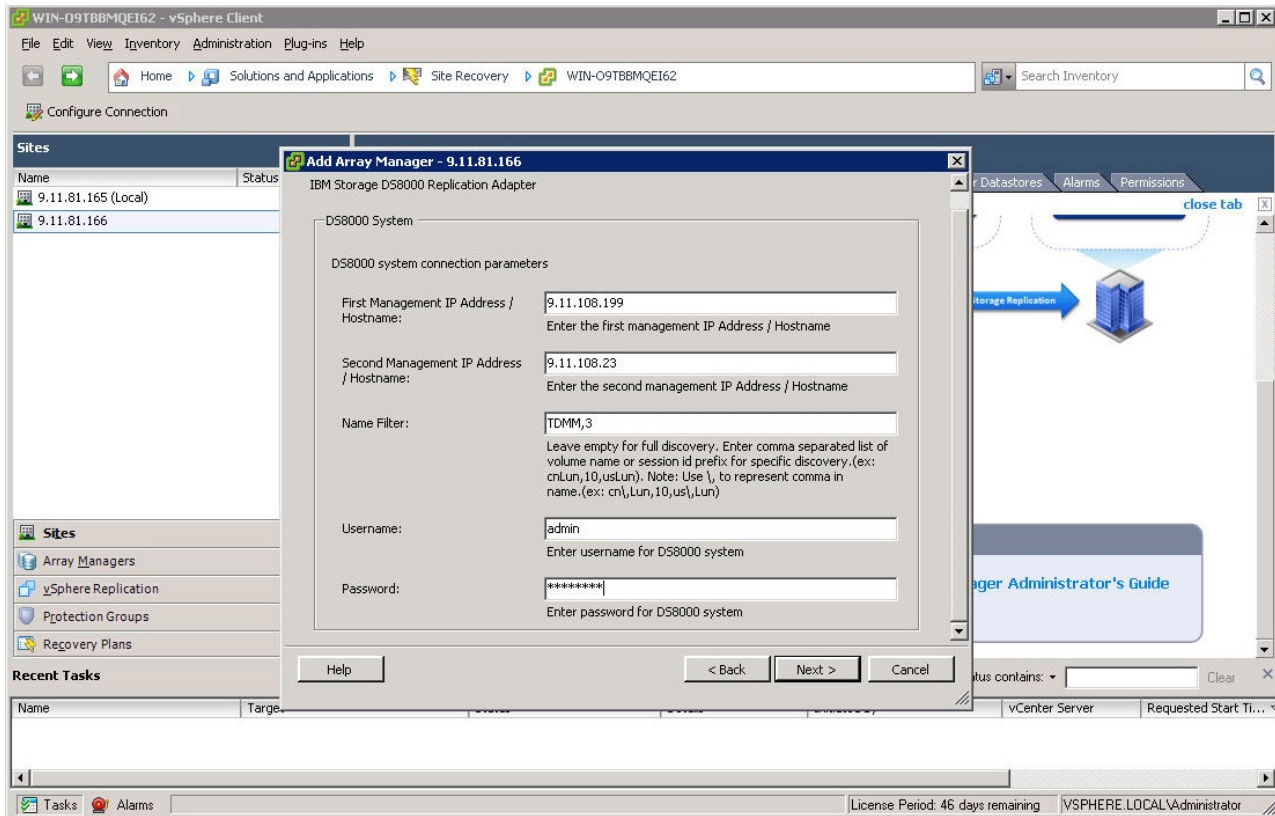 WIN-O9TBBMQEI62 - vSphere Client
File Edit View Inventory Administration Plug-ins Help
Home Solutions and Applications Site Recovery WIN-O9TBBMQEI62 Search Inventory
Configure Connection
Sites
Name Status
9.11.81.165 (Local)
9.11.81.166
Add Array Manager - 9.11.81.166
IBM Storage DS8000 Replication Adapter
DS8000 System
DS8000 system connection parameters
First Management IP Address /
Hostname:
9.11.108.199
Enter the first management IP Address / Hostname
Second Management IP Address
/ Hostname:
9.11.108.23
Enter the second management IP Address / Hostname
Name Filter:
TDMM,3
Leave empty for full discovery. Enter comma separated list of
volume name or session id prefix for specific discovery.(ex:
cnLun,10,usLun). Note: Use \, to represent comma in
name.(ex: cn\,Lun,10,us\,Lun)
Username:
admin
Enter username for DS8000 system
Password:
********
Enter password for DS8000 system
Help < Back Next > Cancel
Datastores Alarms Permissions
close tab
Storage Replication
ager Administrator's Guide
Sites
Array Managers
vSphere Replication
Protection Groups
Recovery Plans
Recent Tasks
tus contains: Clear
Name Target vCenter Server Requested Start Ti...
Tasks Alarms License Period: 46 days remaining VSPHERE.LOCAL\Administrator